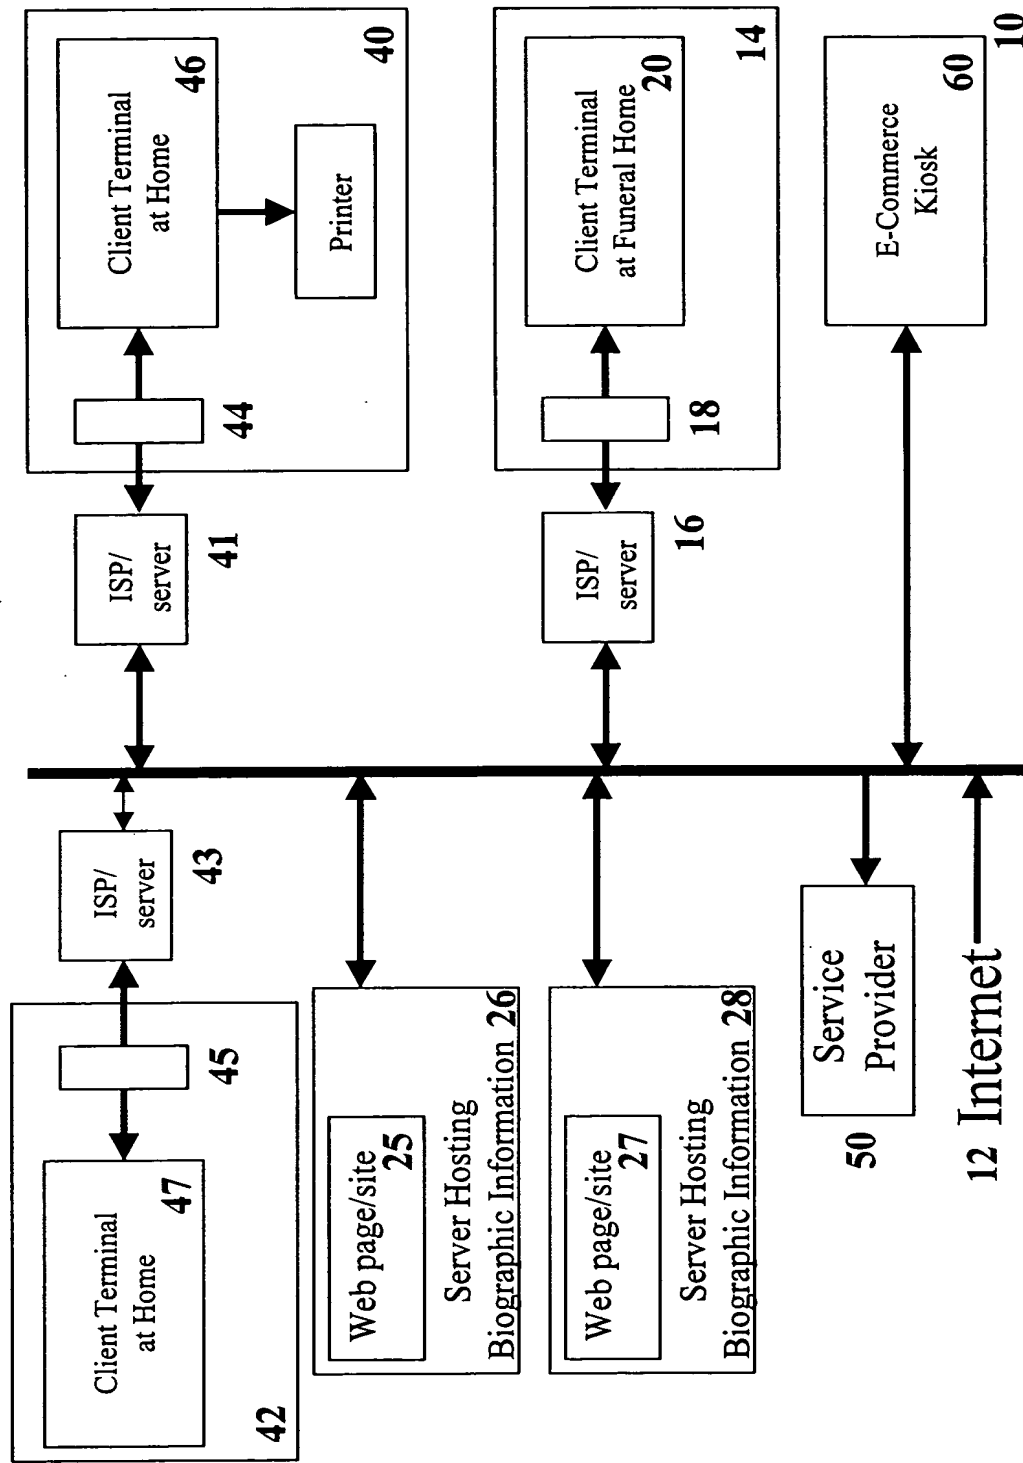 42
Client Terminal
at Home
47
45
ISP/
server
43
Web page/site
25
Server Hosting
Biographic Information 26
Web page/site
27
Server Hosting
Biographic Information 28
50
Service
Provider
12 Internet
ISP/
server
41
44
Client Terminal
at Home
46
Printer
40
ISP/
server
16
18
Client Terminal
at Funeral Home
20
14
E-Commerce
Kiosk
60
10